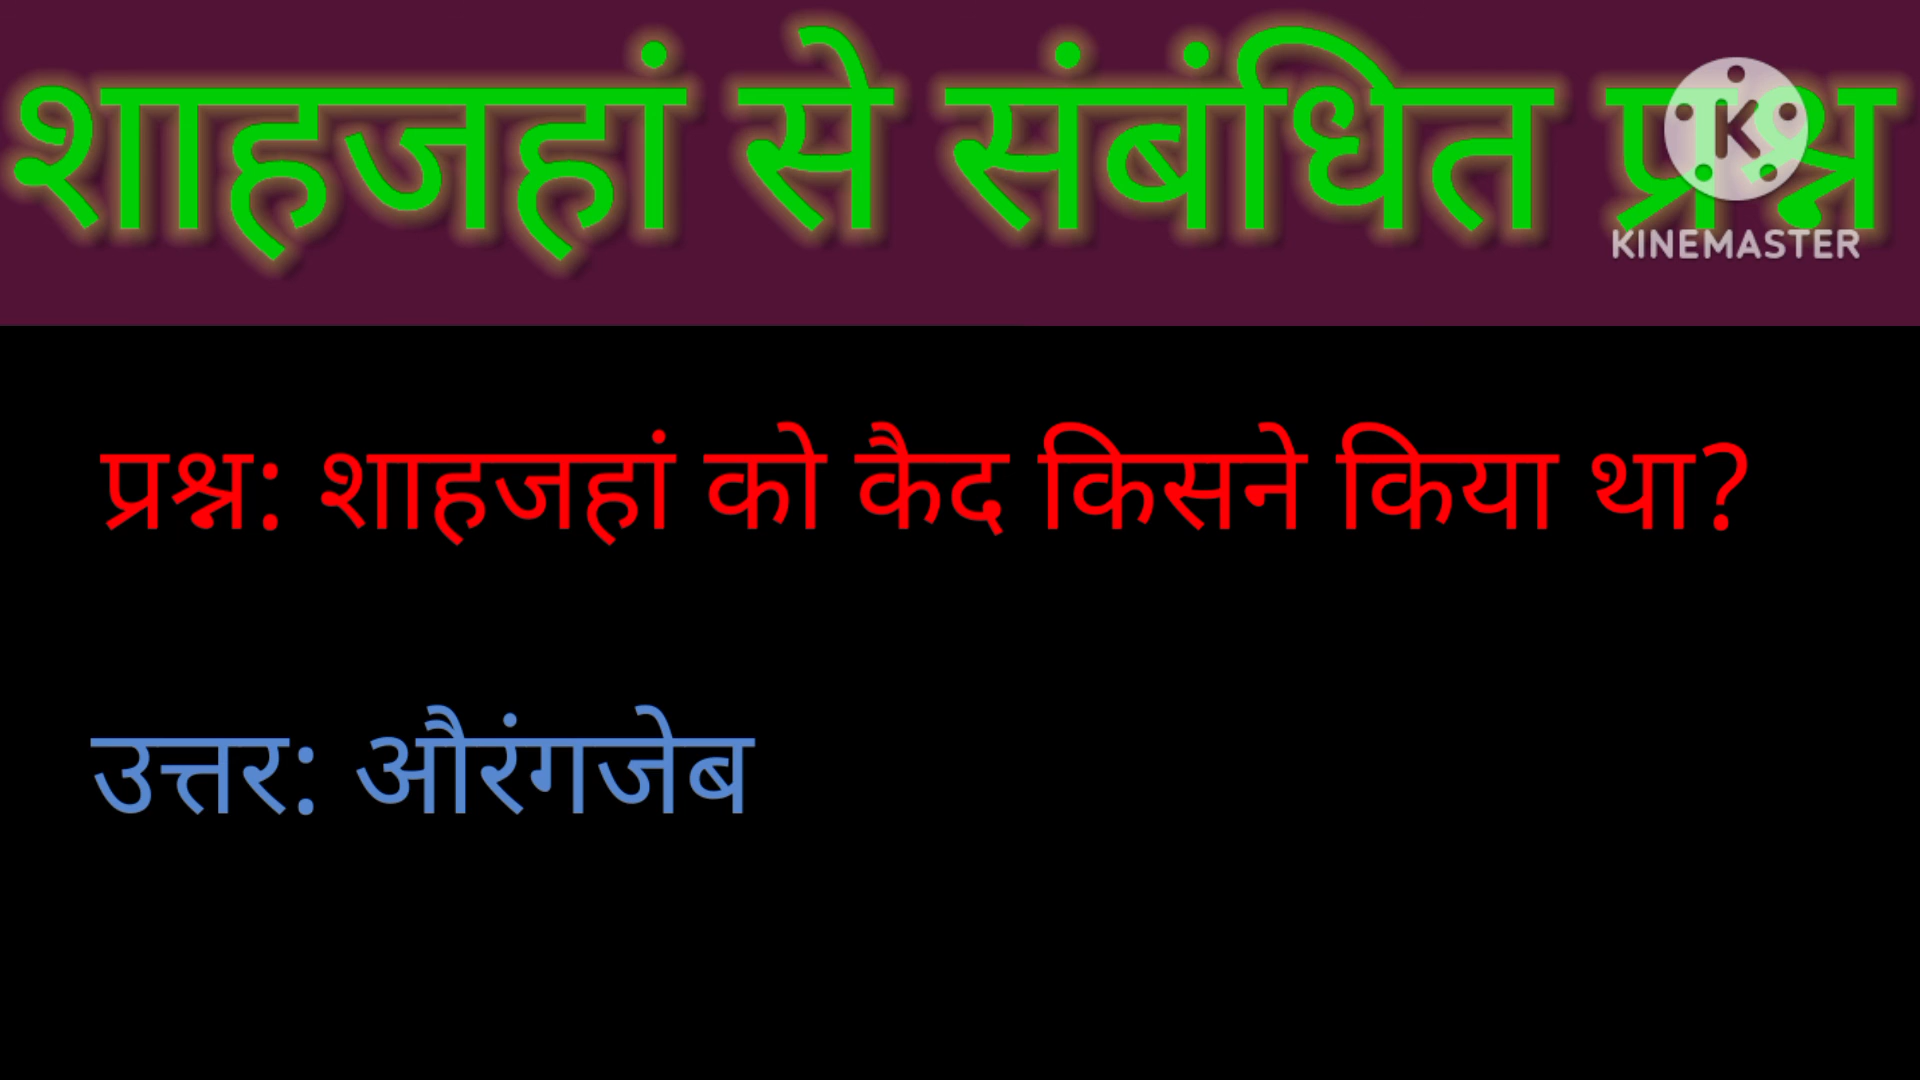 शाहजहां से संबंधित प्रश्न
K
KINEMASTER
प्रश्न: शाहजहां को कैद किसने किया था?
उत्तर: औरंगजेब